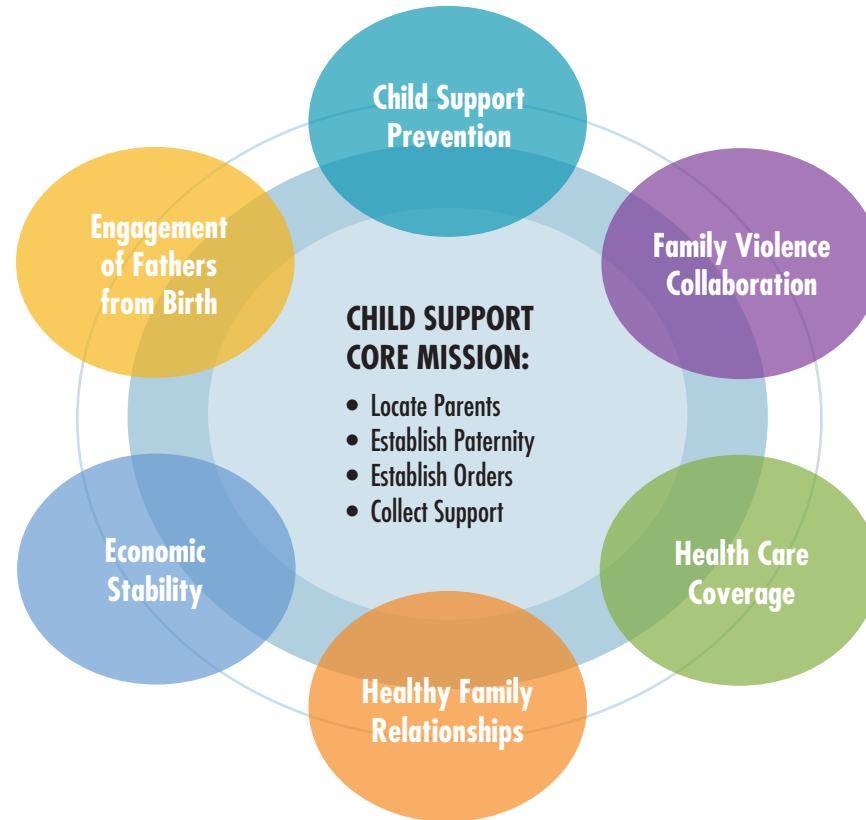 Child Support
Prevention
Engagement
of Fathers
from Birth
Family Violence
Collaboration
CHILD SUPPORT
CORE MISSION:
• Locate Parents
• Establish Paternity
• Establish Orders
• Collect Support
Economic
Stability
Health Care
Coverage
Healthy Family
Relationships